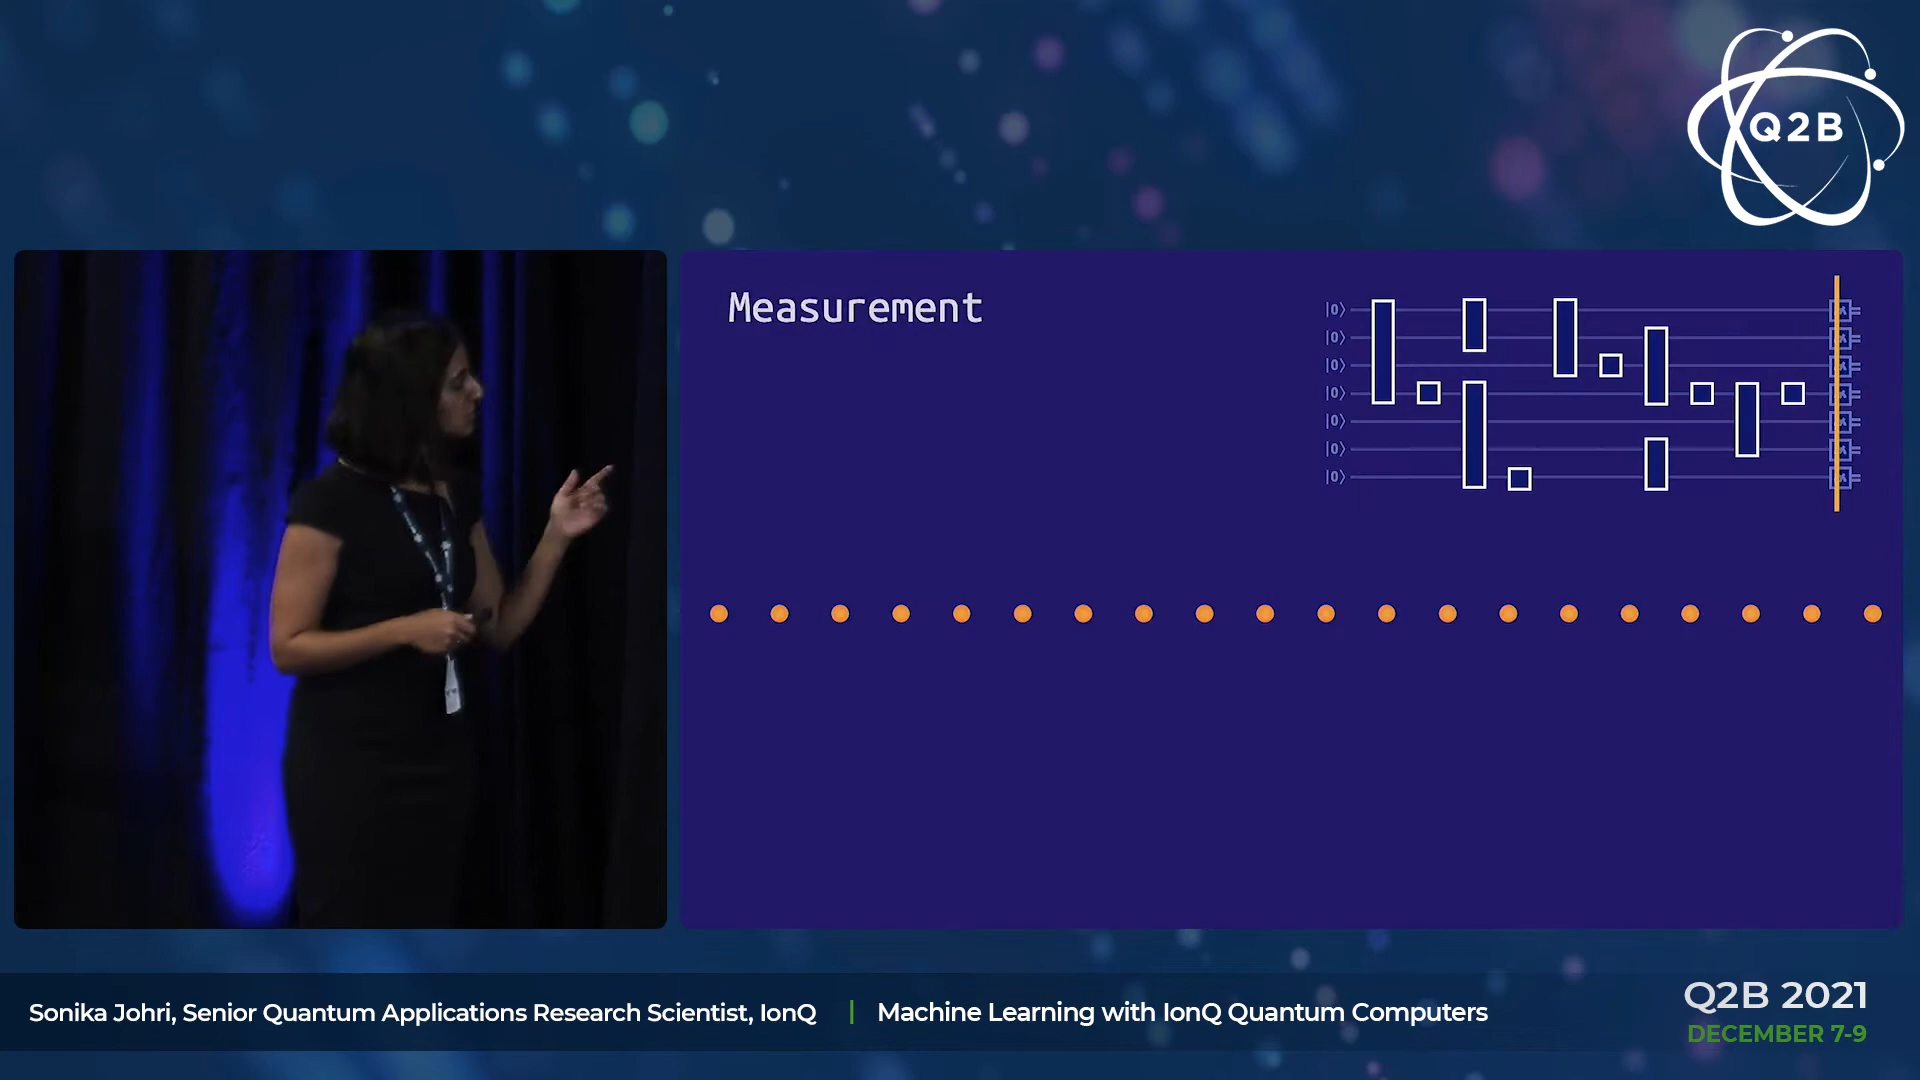 Q2B
Measurement
|0⟩
|0⟩
|0⟩
|0⟩
|0⟩
|0⟩
|0⟩
Sonika Johri, Senior Quantum Applications Research Scientist, IonQ | Machine Learning with IonQ Quantum Computers
Q2B 2021
DECEMBER 7-9